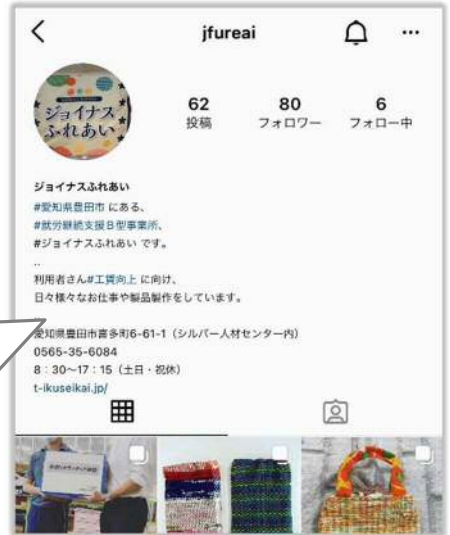 jfureai
ジョイナス
ふれあい
62 80 6
投稿 フォロワー フォロー中
ジョイナスふれあい
#愛知県豊田市 にある、
#就労継続支援B型事業所、
#ジョイナスふれあい です。
..
利用者さん#工賃向上 に向け、
日々様々なお仕事や製品製作をしています。
愛知県豊田市喜多町6-61-1（シルバー人材センター内）
0565-35-6084
8：30〜17：15（土日・祝休）
t-ikuseikai.jp/